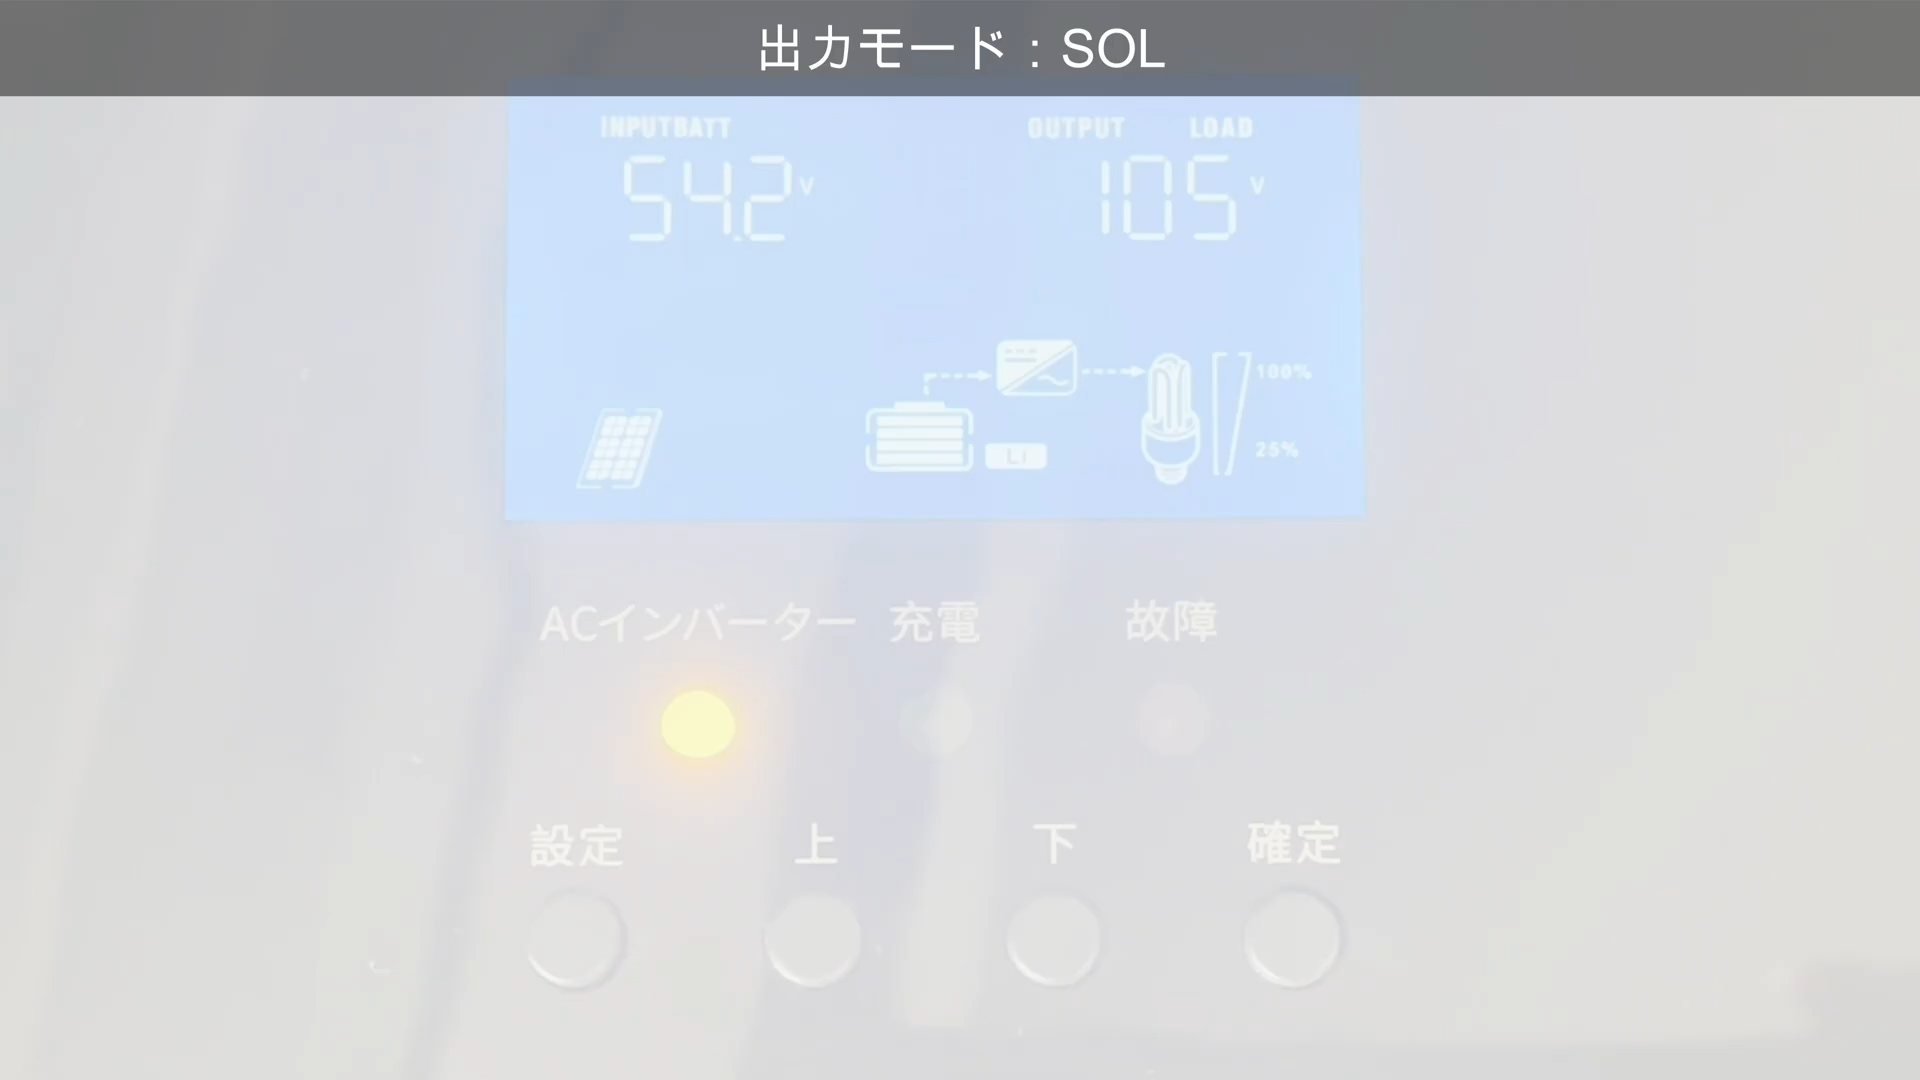 出力モード：SOL
INPUTBATT OUTPUT LOAD
54.2V 105V
100%
Li 25%
ACインバーター 充電 故障
設定 上 下 確定